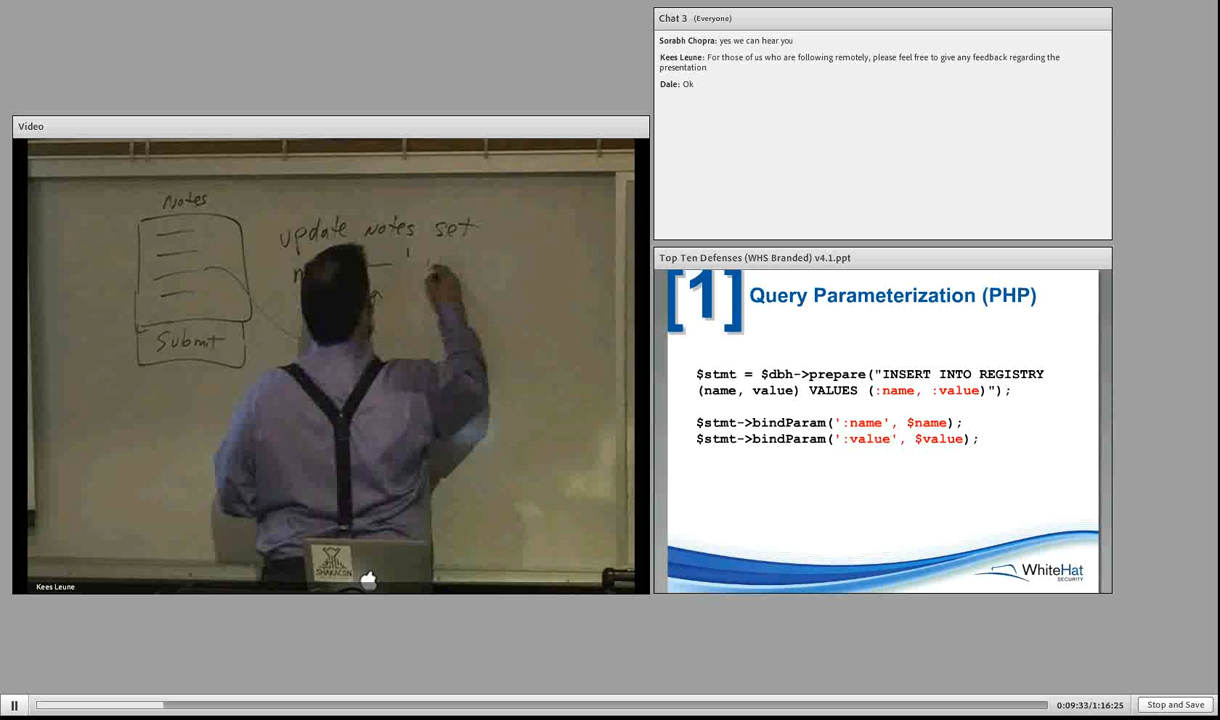 Chat 3 (Everyone)
Sorabh Chopra: yes we can hear you
Kees Leune: For those of us who are following remotely, please feel free to give any feedback regarding the
presentation
Dale: Ok
Video
Notes
Submit
update notes set
SHAKACON
Kees Leune
Top Ten Defenses (WHS Branded) v4.1.ppt
[1] Query Parameterization (PHP)
$stmt = $dbh->prepare("INSERT INTO REGISTRY
(name, value) VALUES (:name, :value)");
$stmt->bindParam(':name', $name);
$stmt->bindParam(':value', $value);
WhiteHat
SECURITY
0:09:33/1:16:25
Stop and Save